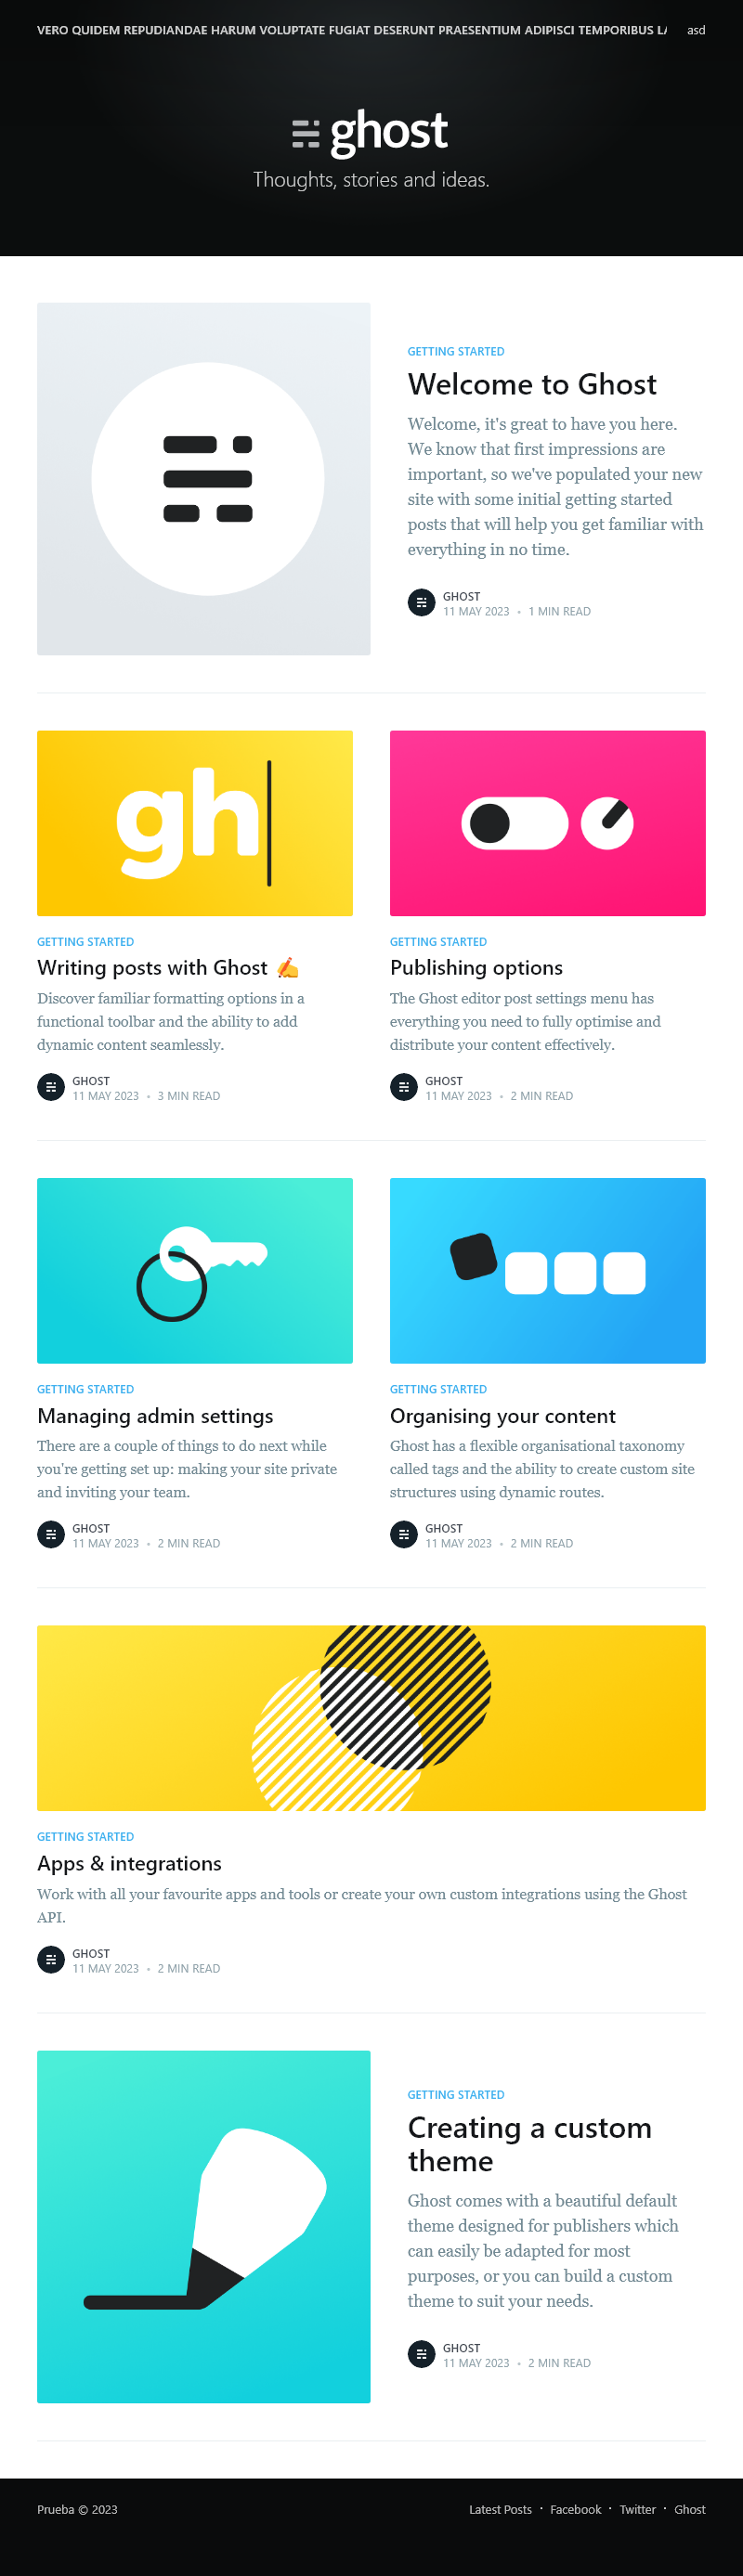 VERO QUIDEM REPUDIANDAE HARUM VOLUPTATE FUGIAT DESERUNT PRAESENTIUM ADIPISCI TEMPORIBUS asd
ghost
Thoughts, stories and ideas.
GETTING STARTED
Welcome to Ghost
Welcome, it's great to have you here.
We know that first impressions are
important, so we've populated your new
site with some initial getting started
posts that will help you get familiar with
everything in no time.
GHOST
11 MAY 2023 • 1 MIN READ
gh
GETTING STARTED
Writing posts with Ghost ✍️
Discover familiar formatting options in a
functional toolbar and the ability to add
dynamic content seamlessly.
GHOST
11 MAY 2023 • 3 MIN READ
GETTING STARTED
Publishing options
The Ghost editor post settings menu has
everything you need to fully optimise and
distribute your content effectively.
GHOST
11 MAY 2023 • 2 MIN READ
GETTING STARTED
Managing admin settings
There are a couple of things to do next while
you're getting set up: making your site private
and inviting your team.
GHOST
11 MAY 2023 • 2 MIN READ
GETTING STARTED
Organising your content
Ghost has a flexible organisational taxonomy
called tags and the ability to create custom site
structures using dynamic routes.
GHOST
11 MAY 2023 • 2 MIN READ
GETTING STARTED
Apps & integrations
Work with all your favourite apps and tools or create your own custom integrations using the Ghost
API.
GHOST
11 MAY 2023 • 2 MIN READ
GETTING STARTED
Creating a custom
theme
Ghost comes with a beautiful default
theme designed for publishers which
can easily be adapted for most
purposes, or you can build a custom
theme to suit your needs.
GHOST
11 MAY 2023 • 2 MIN READ
Prueba © 2023
Latest Posts • Facebook • Twitter • Ghost